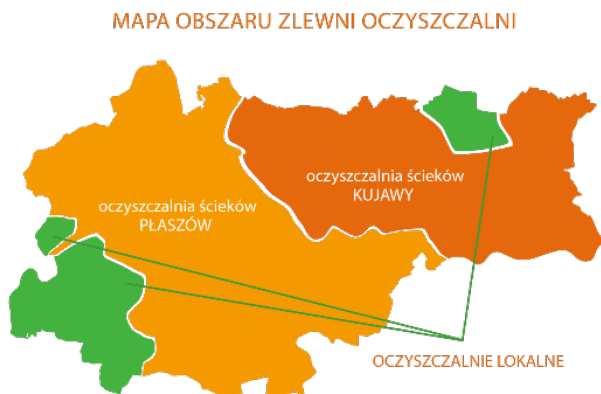 MAPA OBSZARU ZLEWNI OCZYSZCZALNI
oczyszczalnia ścieków
KUJAWY
oczyszczalnia ścieków
PŁASZÓW
OCZYSZCZALNIE LOKALNE